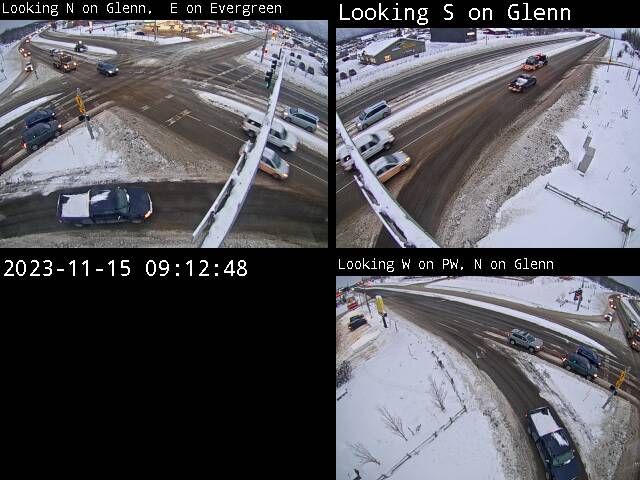 Looking N on Glenn, E on Evergreen
Looking S on Glenn
2023-11-15 09:12:48
Looking W on PW, N on Glenn